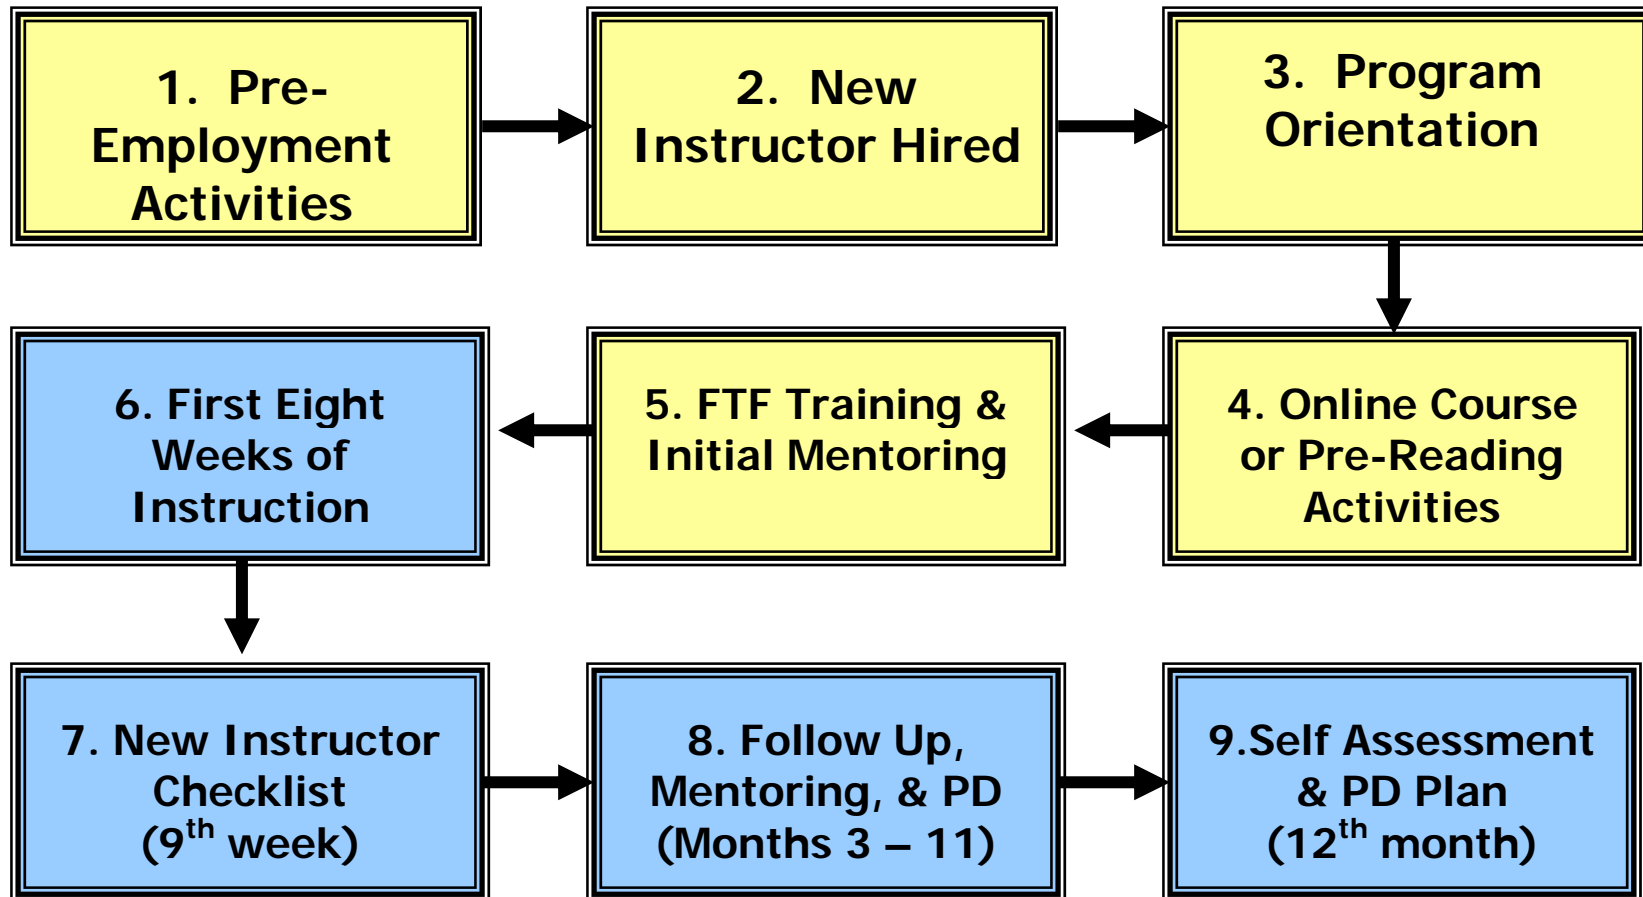 1. Pre-
Employment
Activities
2. New
Instructor Hired
3. Program
Orientation
4. Online Course
or Pre-Reading
Activities
5. FTF Training &
Initial Mentoring
6. First Eight
Weeks of
Instruction
7. New Instructor
Checklist
(9th week)
8. Follow Up,
Mentoring, & PD
(Months 3 – 11)
9.Self Assessment
& PD Plan
(12th month)